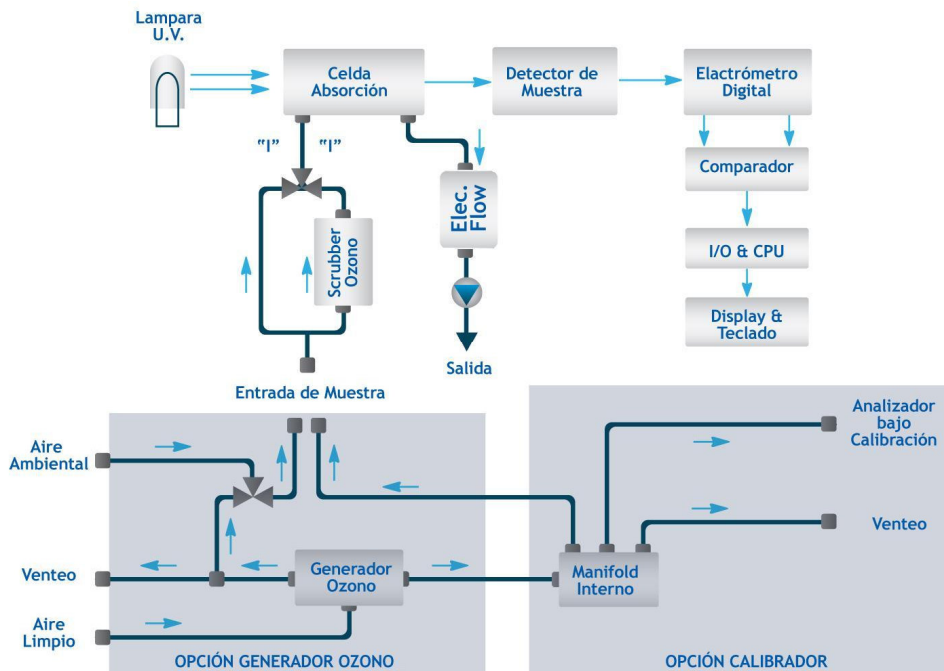 Lampara
U.V.
Celda
Absorción
Detector de
Muestra
Elactrómetro
Digital
"I"
"I"
Comparador
Elec.
Flow
Scrubber
Ozono
I/O & CPU
Display &
Teclado
Salida
Entrada de Muestra
Aire
Ambiental
Venteo
Aire
Limpio
Generador
Ozono
OPCIÓN GENERADOR OZONO
Analizador
bajo
Calibración
Venteo
Manifold
Interno
OPCIÓN CALIBRADOR